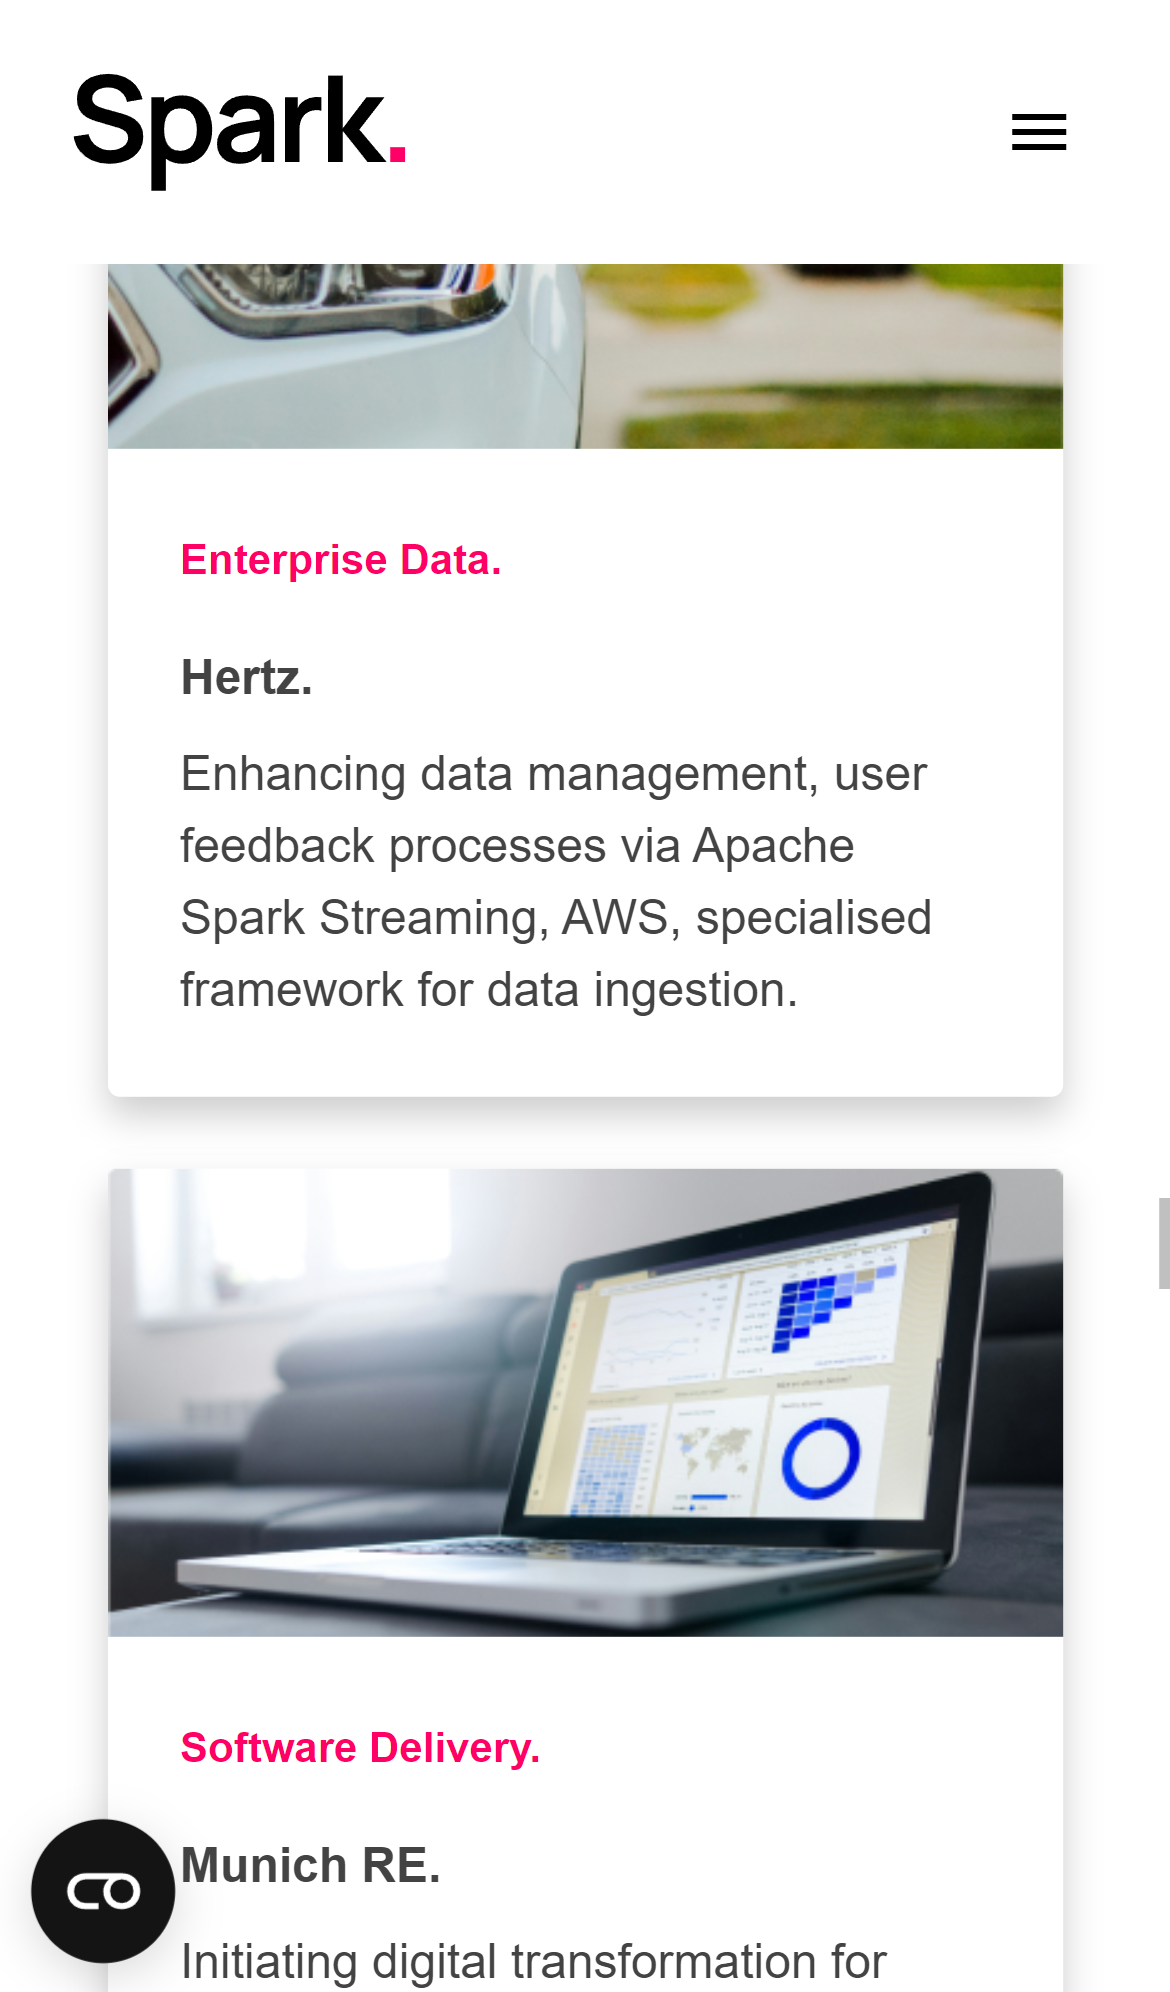 Spark.
Enterprise Data.
Hertz.
Enhancing data management, user
feedback processes via Apache
Spark Streaming, AWS, specialised
framework for data ingestion.
Software Delivery.
Munich RE.
Initiating digital transformation for